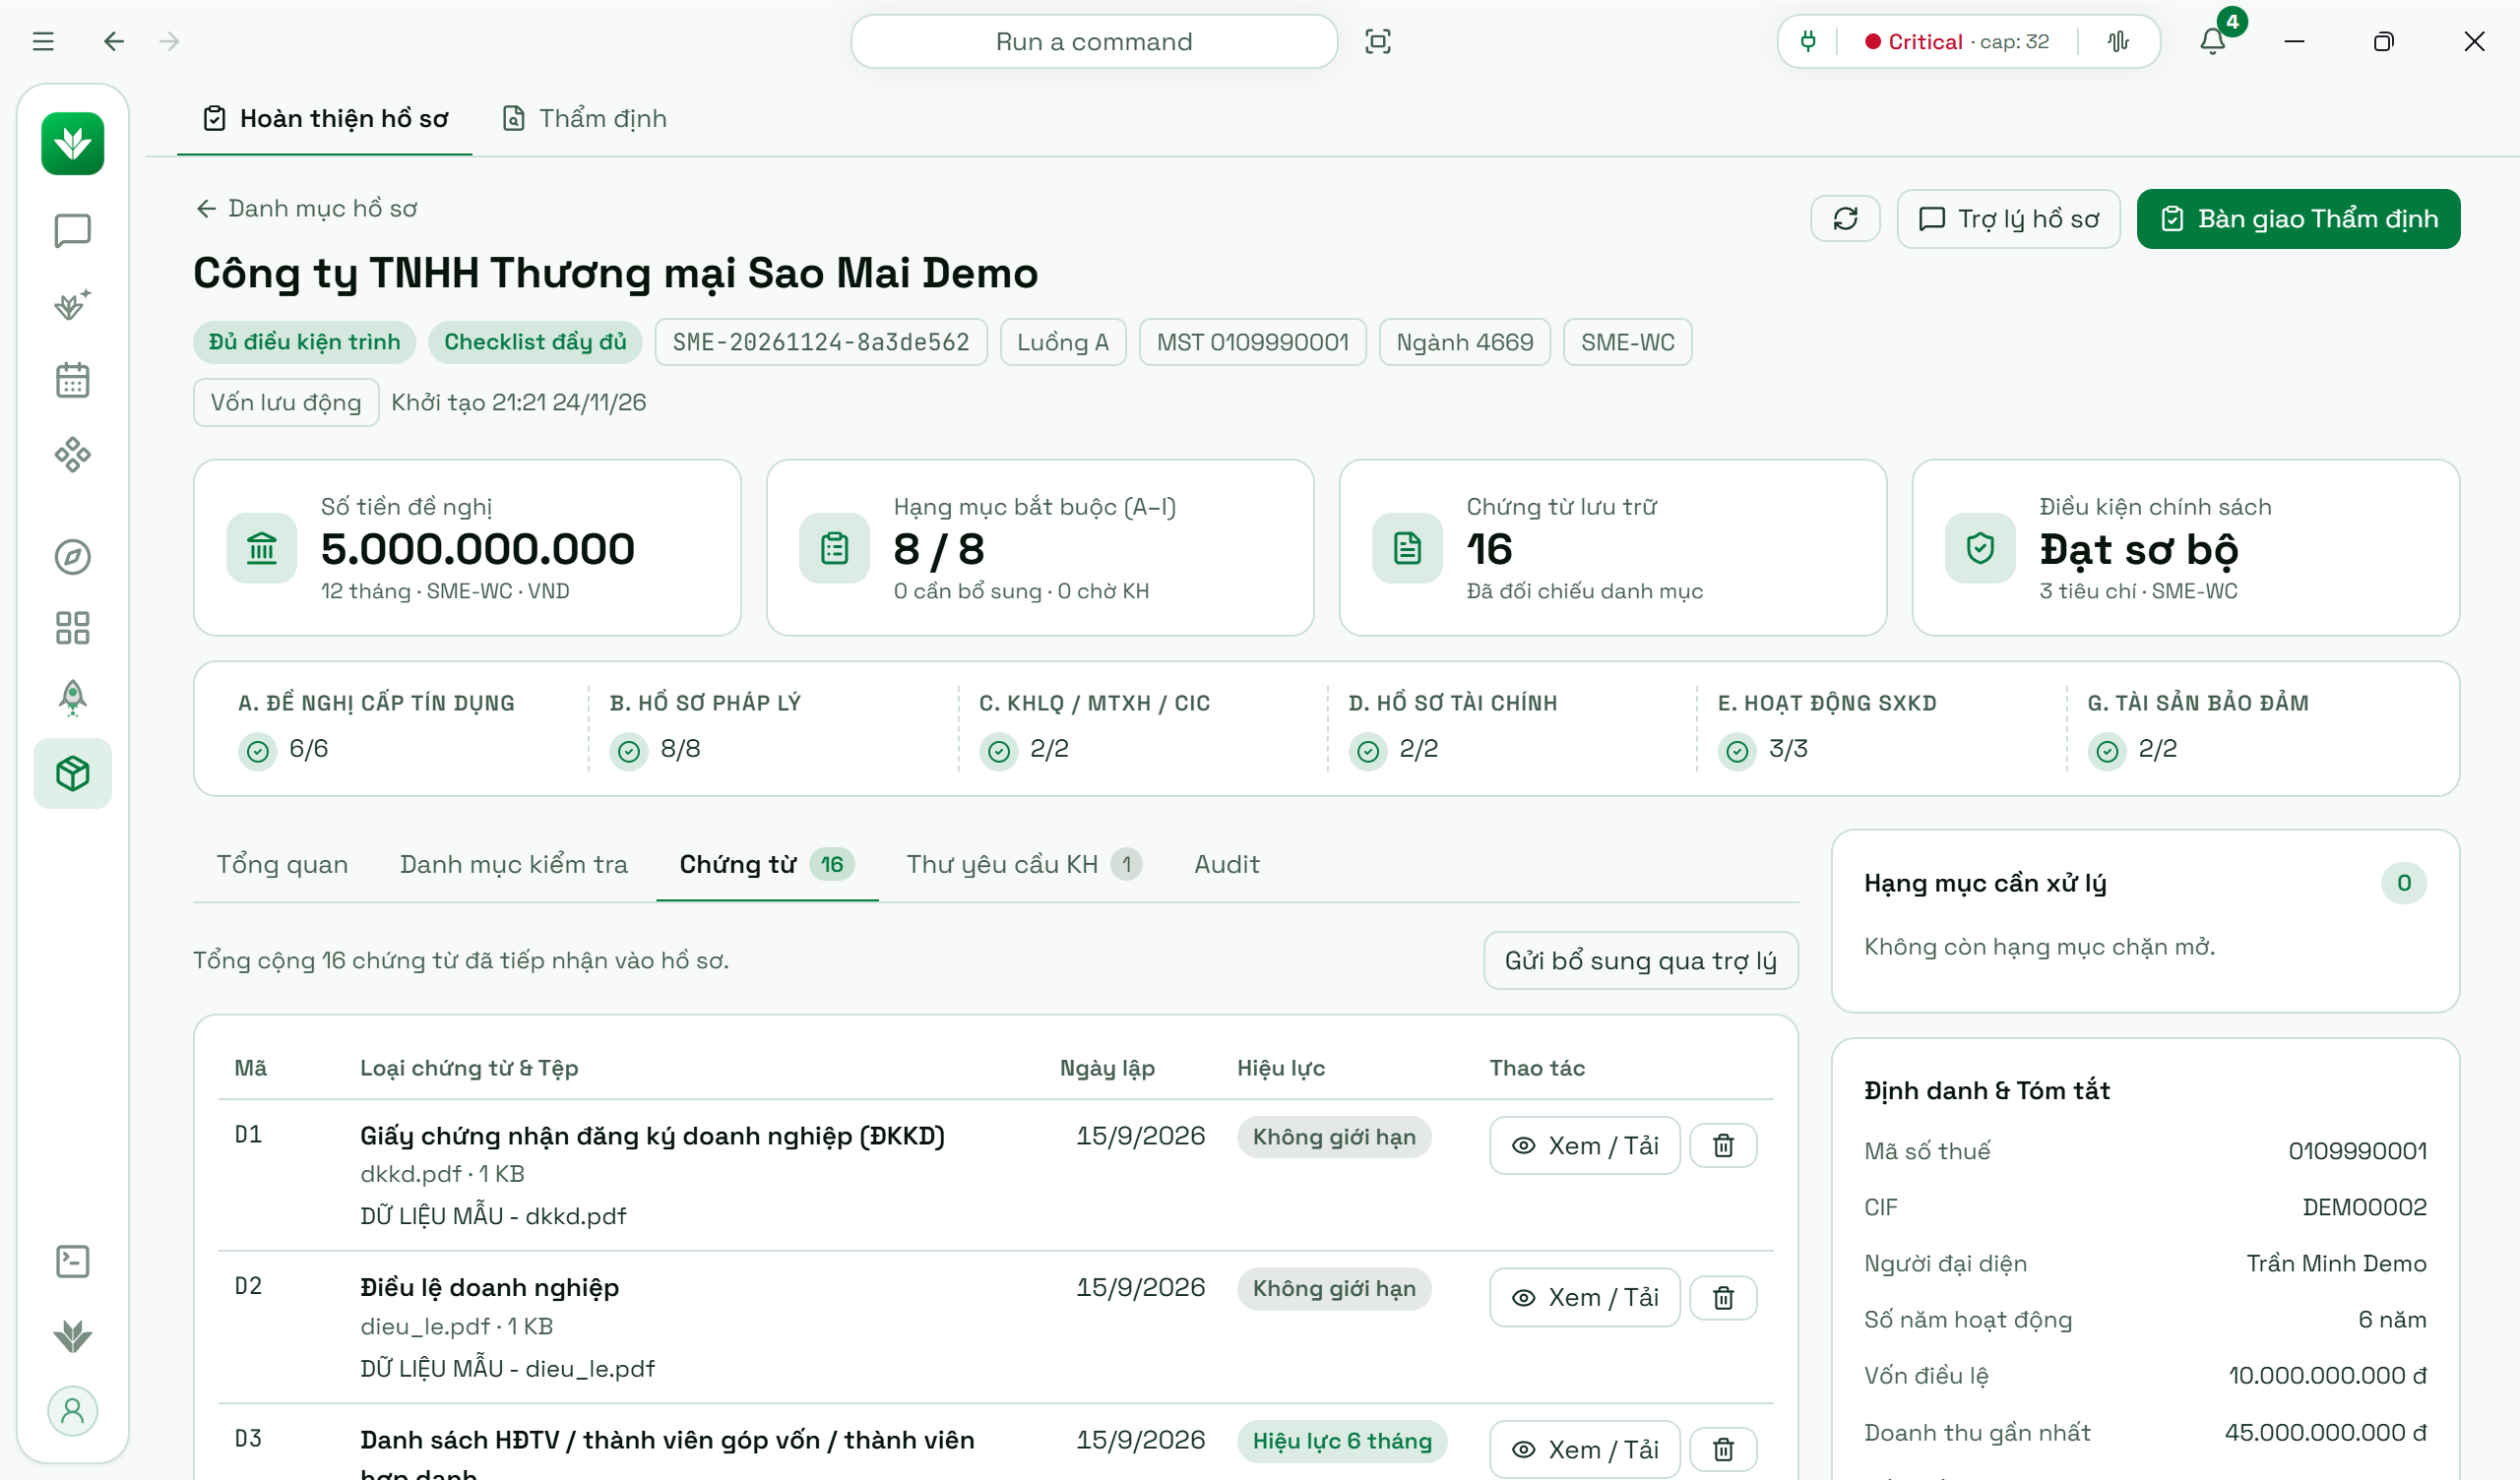 Run a command
Critical · cap: 32
4
Hoàn thiện hồ sơ
Thẩm định
Danh mục hồ sơ
Trợ lý hồ sơ
Bàn giao Thẩm định
Công ty TNHH Thương mại Sao Mai Demo
Đủ điều kiện trình
Checklist đầy đủ
SME-20261124-8a3de562
Luồng A
MST 0109990001
Ngành 4669
SME-WC
Vốn lưu động
Khởi tạo 21:21 24/11/26
Số tiền đề nghị
5.000.000.000
12 tháng · SME-WC · VND
Hạng mục bắt buộc (A–I)
8 / 8
0 cần bổ sung · 0 chờ KH
Chứng từ lưu trữ
16
Đã đối chiếu danh mục
Điều kiện chính sách
Đạt sơ bộ
3 tiêu chí · SME-WC
A. ĐỀ NGHỊ CẤP TÍN DỤNG
6/6
B. HỒ SƠ PHÁP LÝ
8/8
C. KHLQ / MTXH / CIC
2/2
D. HỒ SƠ TÀI CHÍNH
2/2
E. HOẠT ĐỘNG SXKD
3/3
G. TÀI SẢN BẢO ĐẢM
2/2
Tổng quan
Danh mục kiểm tra
Chứng từ 16
Thư yêu cầu KH 1
Audit
Tổng cộng 16 chứng từ đã tiếp nhận vào hồ sơ.
Gửi bổ sung qua trợ lý
Mã
Loại chứng từ & Tệp
Ngày lập
Hiệu lực
Thao tác
D1
Giấy chứng nhận đăng ký doanh nghiệp (ĐKKD)
dkkd.pdf · 1 KB
DỮ LIỆU MẪU - dkkd.pdf
15/9/2026
Không giới hạn
Xem / Tải
D2
Điều lệ doanh nghiệp
dieu_le.pdf · 1 KB
DỮ LIỆU MẪU - dieu_le.pdf
15/9/2026
Không giới hạn
Xem / Tải
D3
Danh sách HĐTV / thành viên góp vốn / thành viên
hợp danh
15/9/2026
Hiệu lực 6 tháng
Xem / Tải
Hạng mục cần xử lý
0
Không còn hạng mục chặn mở.
Định danh & Tóm tắt
Mã số thuế
0109990001
CIF
DEMO0002
Người đại diện
Trần Minh Demo
Số năm hoạt động
6 năm
Vốn điều lệ
10.000.000.000 đ
Doanh thu gần nhất
45.000.000.000 đ